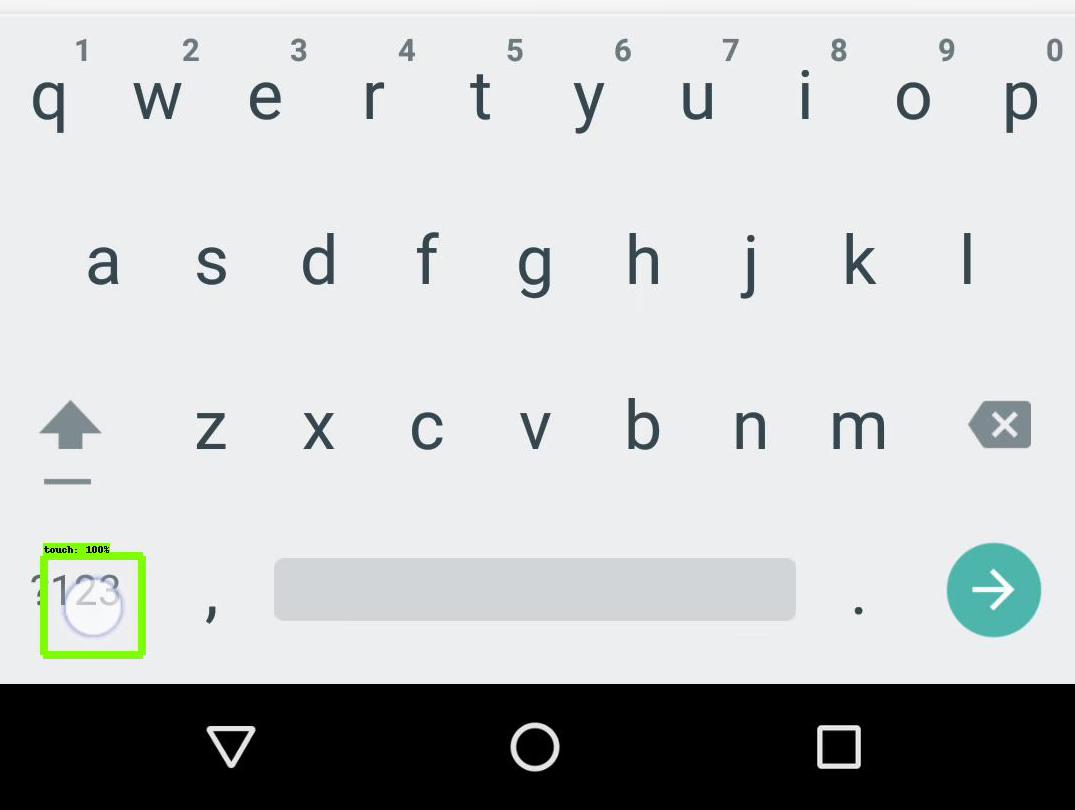 1 2 3 4 5 6 7 8 9 0
q w e r t y u i o p
a s d f g h j k l
z x c v b n m
touch: 100%
?123 , .